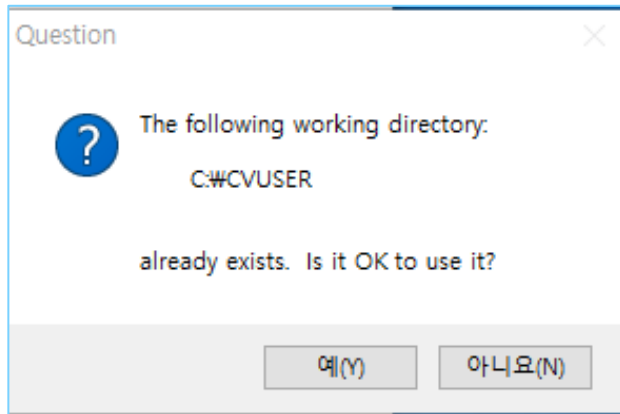 Question
The following working directory:
C:₩CVUSER
already exists.  Is it OK to use it?
예(Y)
아니요(N)